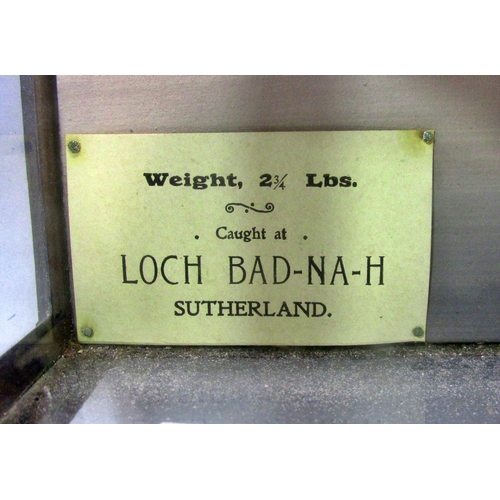 Weight, 2¾ Lbs.
. Caught at .
LOCH BAD-NA-H
SUTHERLAND.